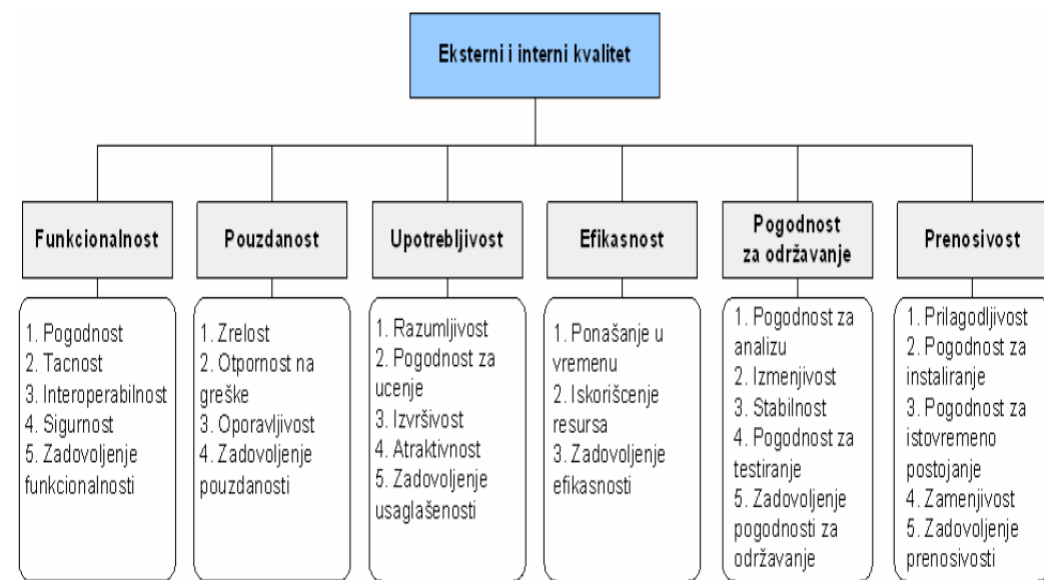 Eksterni i interni kvalitet
Funkcionalnost
1. Pogodnost
2. Tacnost
3. Interoperabilnost
4. Sigurnost
5. Zadovoljenje
funkcionalnosti
Pouzdanost
1. Zrelost
2. Otpornost na
greške
3. Oporavljivost
4. Zadovoljenje
pouzdanosti
Upotrebljivost
1. Razumljivost
2. Pogodnost za
ucenje
3. Izvršivost
4. Atraktivnost
5. Zadovoljenje
usaglašenosti
Efikasnost
1. Ponašanje u
vremenu
2. Iskorišcenje
resursa
3. Zadovoljenje
efikasnosti
Pogodnost
za održavanje
1. Pogodnost za
analizu
2. Izmenjivost
3. Stabilnost
4. Pogodnost za
testiranje
5. Zadovoljenje
pogodnosti za
održavanje
Prenosivost
1. Prilagodljivost
2. Pogodnost za
instaliranje
3. Pogodnost za
istovremeno
postojanje
4. Zamenjivost
5. Zadovoljenje
prenosivosti